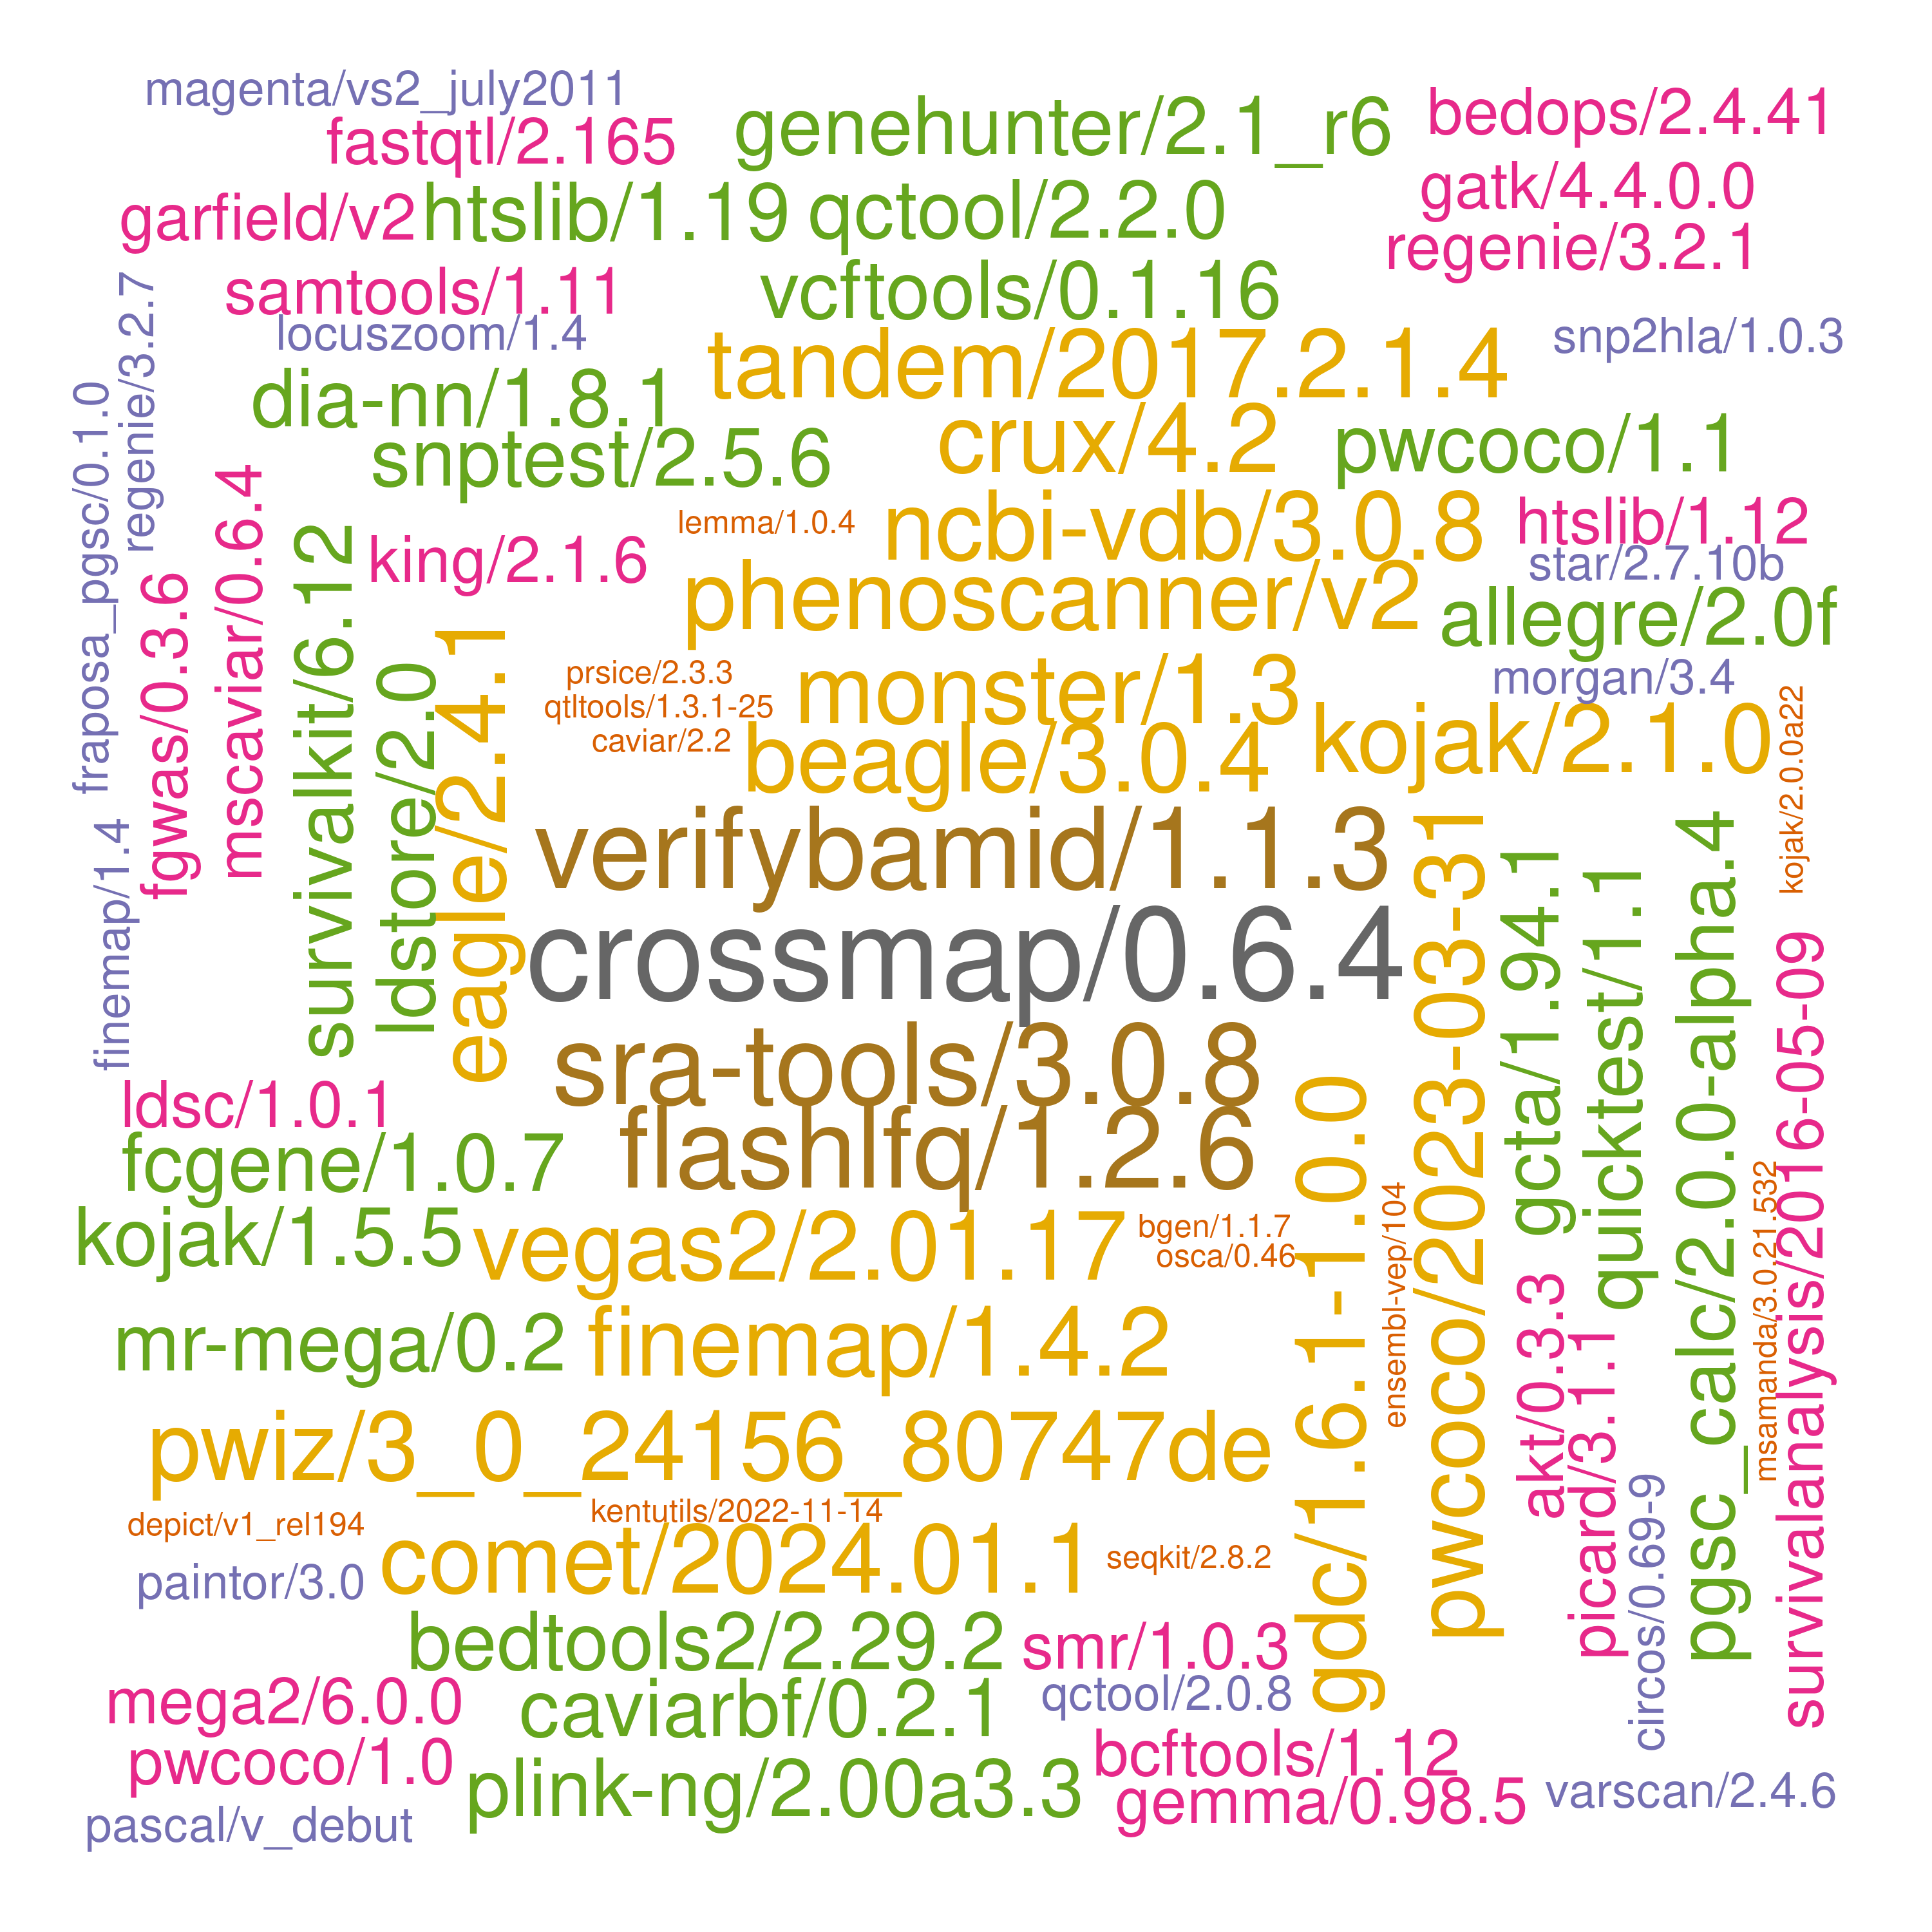 magenta/vs2_july2011
genehunter/2.1_r6
bedops/2.4.41
fastqtl/2.165
gatk/4.4.0.0
garfield/v2
htslib/1.19
qctool/2.2.0
regenie/3.2.1
samtools/1.11
vcftools/0.1.16
locuszoom/1.4
snp2hla/1.0.3
tandem/2017.2.1.4
dia-nn/1.8.1
regenie/3.2.7
crux/4.2
pwcoco/1.1
snptest/2.5.6
fraposa_pgsc/0.1.0
lemma/1.0.4
ncbi-vdb/3.0.8
htslib/1.12
star/2.7.10b
king/2.1.6
phenoscanner/v2
allegre/2.0f
mscaviar/0.6.4
fgwas/0.3.6
survivalkit/6.12
ldstore/2.0
eagle/2.4.1
prsice/2.3.3
monster/1.3
morgan/3.4
qtltools/1.3.1-25
caviar/2.2
beagle/3.0.4
kojak/2.1.0
kojak/2.0.0a22
finemap/1.4
verifybamid/1.1.3
crossmap/0.6.4
sra-tools/3.0.8
flashlfq/1.2.6
ldsc/1.0.1
fcgene/1.0.7
kojak/1.5.5
vegas2/2.01.17
bgen/1.1.7
osca/0.46
gdc/1.6.1-1.0.0
ensembl-vep/104
pwcoco/2023-03-31
gcta/1.94.1
quicktest/1.1
pgsc_calc/2.0.0-alpha.4
msamanda/3.0.21.532
survivalanalysis/2016-05-09
mr-mega/0.2
finemap/1.4.2
akt/0.3.3
picard/3.1.1
circos/0.69-9
pwiz/3_0_24156_80747de
depict/v1_rel194
kentutils/2022-11-14
comet/2024.01.1
seqkit/2.8.2
paintor/3.0
bedtools2/2.29.2
smr/1.0.3
mega2/6.0.0
caviarbf/0.2.1
qctool/2.0.8
pwcoco/1.0
bcftools/1.12
plink-ng/2.00a3.3
gemma/0.98.5
varscan/2.4.6
pascal/v_debut